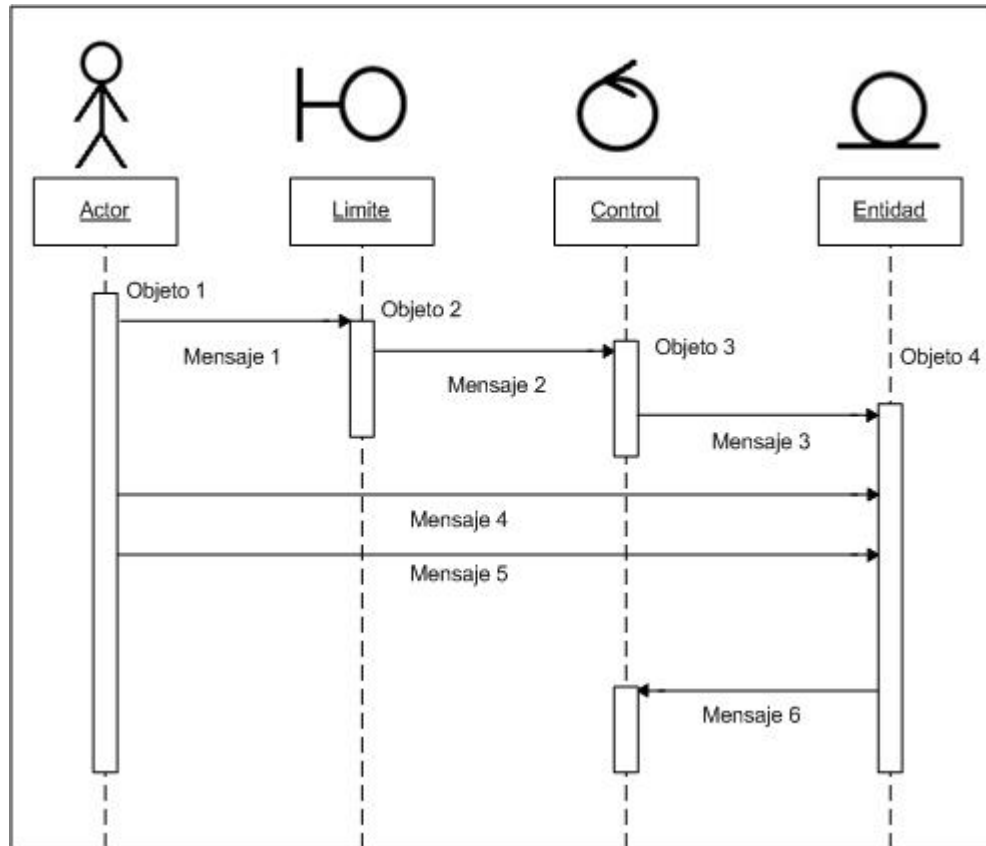 Actor
Limite
Control
Entidad
Objeto 1
Objeto 2
Objeto 3
Objeto 4
Mensaje 1
Mensaje 2
Mensaje 3
Mensaje 4
Mensaje 5
Mensaje 6